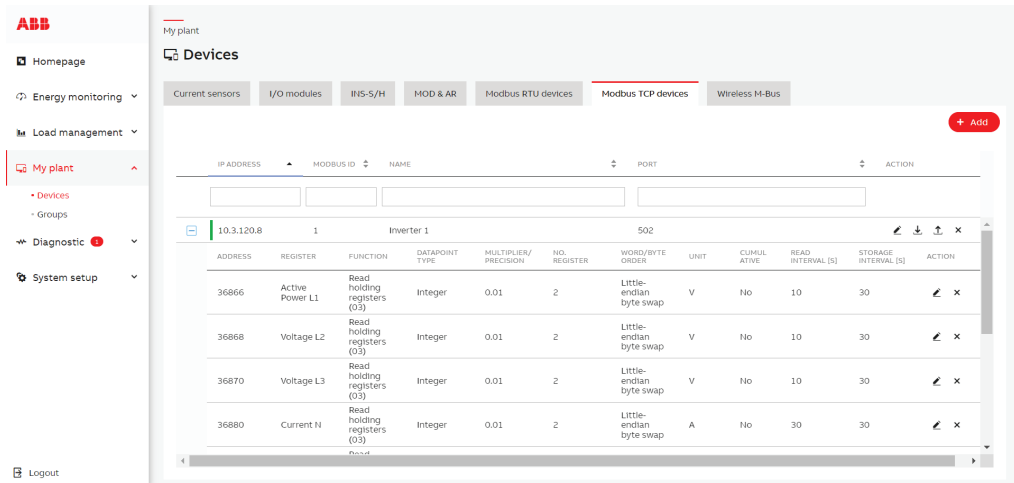 ABB
Homepage
Energy monitoring
Load management
My plant
Devices
Groups
Diagnostic 1
System setup
Logout
My plant
Devices
Current sensors I/O modules INS-S/H MOD & AR Modbus RTU devices Modbus TCP devices Wireless M-Bus
+ Add
IP ADDRESS MODBUS ID NAME PORT ACTION
10.3.120.8 1 Inverter 1 502
ADDRESS REGISTER FUNCTION DATAPOINT TYPE MULTIPLIER/ PRECISION NO. REGISTER WORD/BYTE ORDER UNIT CUMUL ATIVE READ INTERVAL [S] STORAGE INTERVAL [S] ACTION
36866 Active Power L1 Read holding registers (03) Integer 0.01 2 Little-endian byte swap V No 10 30
36868 Voltage L2 Read holding registers (03) Integer 0.01 2 Little-endian byte swap V No 10 30
36870 Voltage L3 Read holding registers (03) Integer 0.01 2 Little-endian byte swap V No 10 30
36880 Current N Read holding registers (03) Integer 0.01 2 Little-endian byte swap A No 30 30
Read